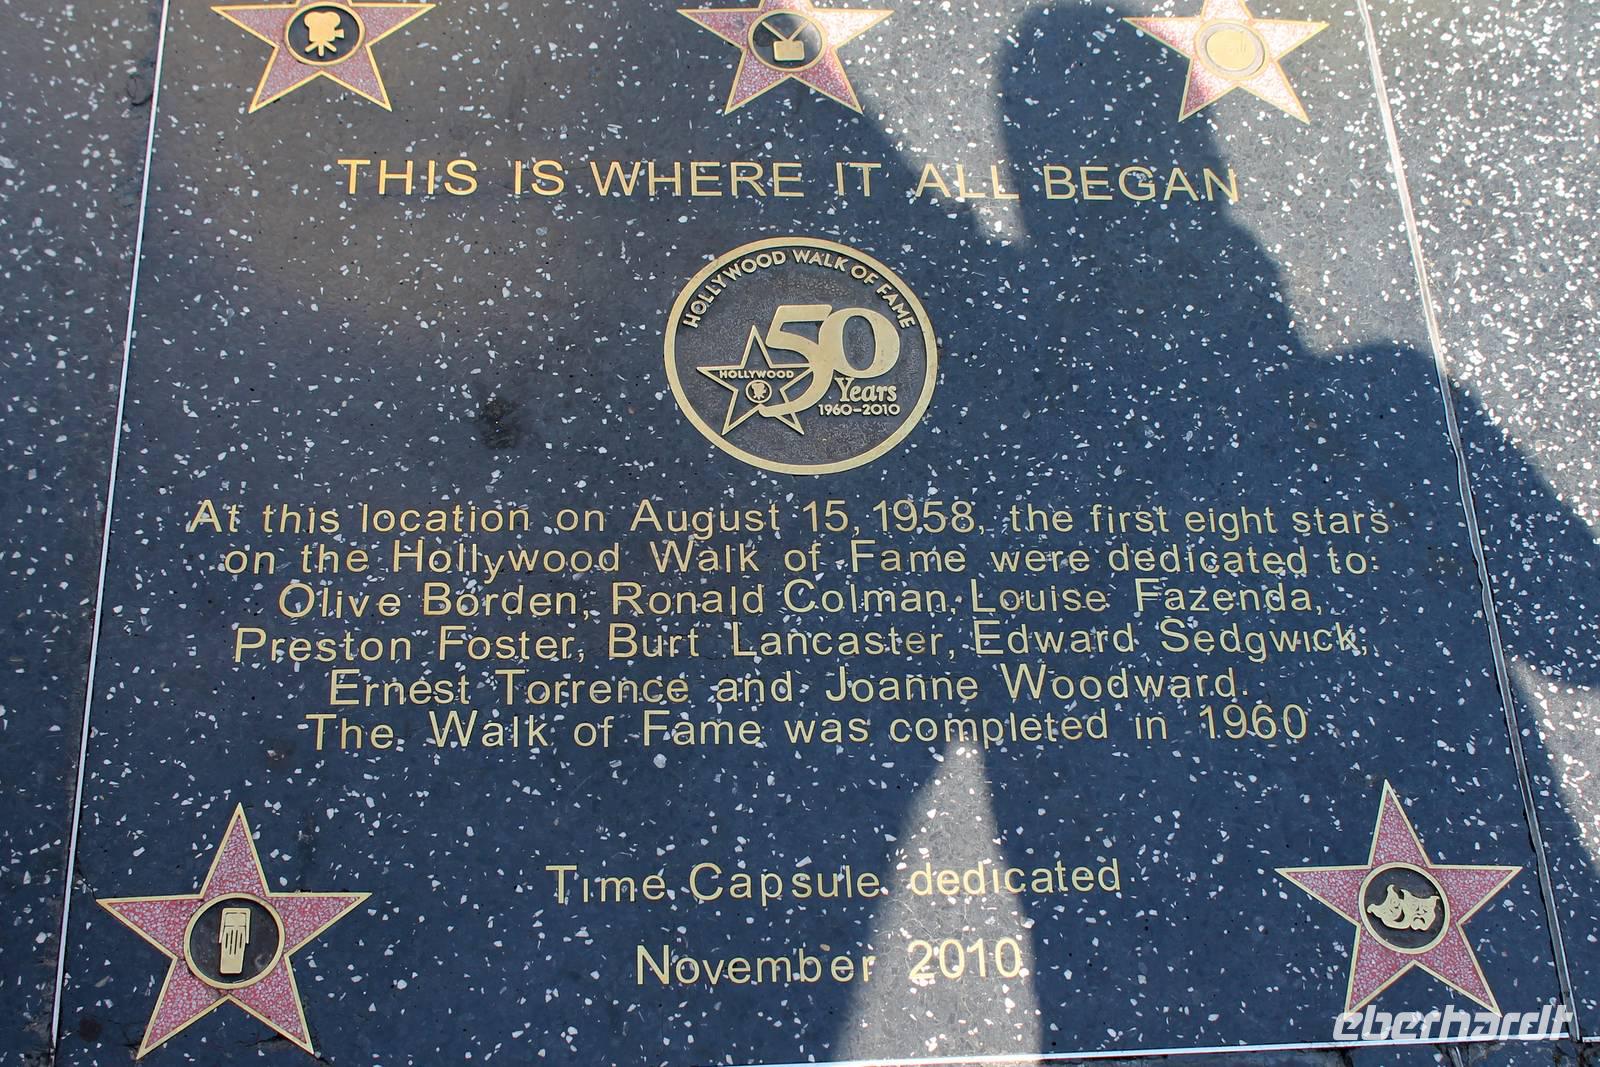 THIS IS WHERE IT ALL BEGAN
HOLLYWOOD WALK OF FAME
50
HOLLYWOOD
Years
1960-2010
At this location on August 15, 1958, the first eight stars
on the Hollywood Walk of Fame were dedicated to:
Olive Borden, Ronald Colman, Louise Fazenda,
Preston Foster, Burt Lancaster, Edward Sedgwick,
Ernest Torrence and Joanne Woodward.
The Walk of Fame was completed in 1960
Time Capsule dedicated
November 2010
eberhardt